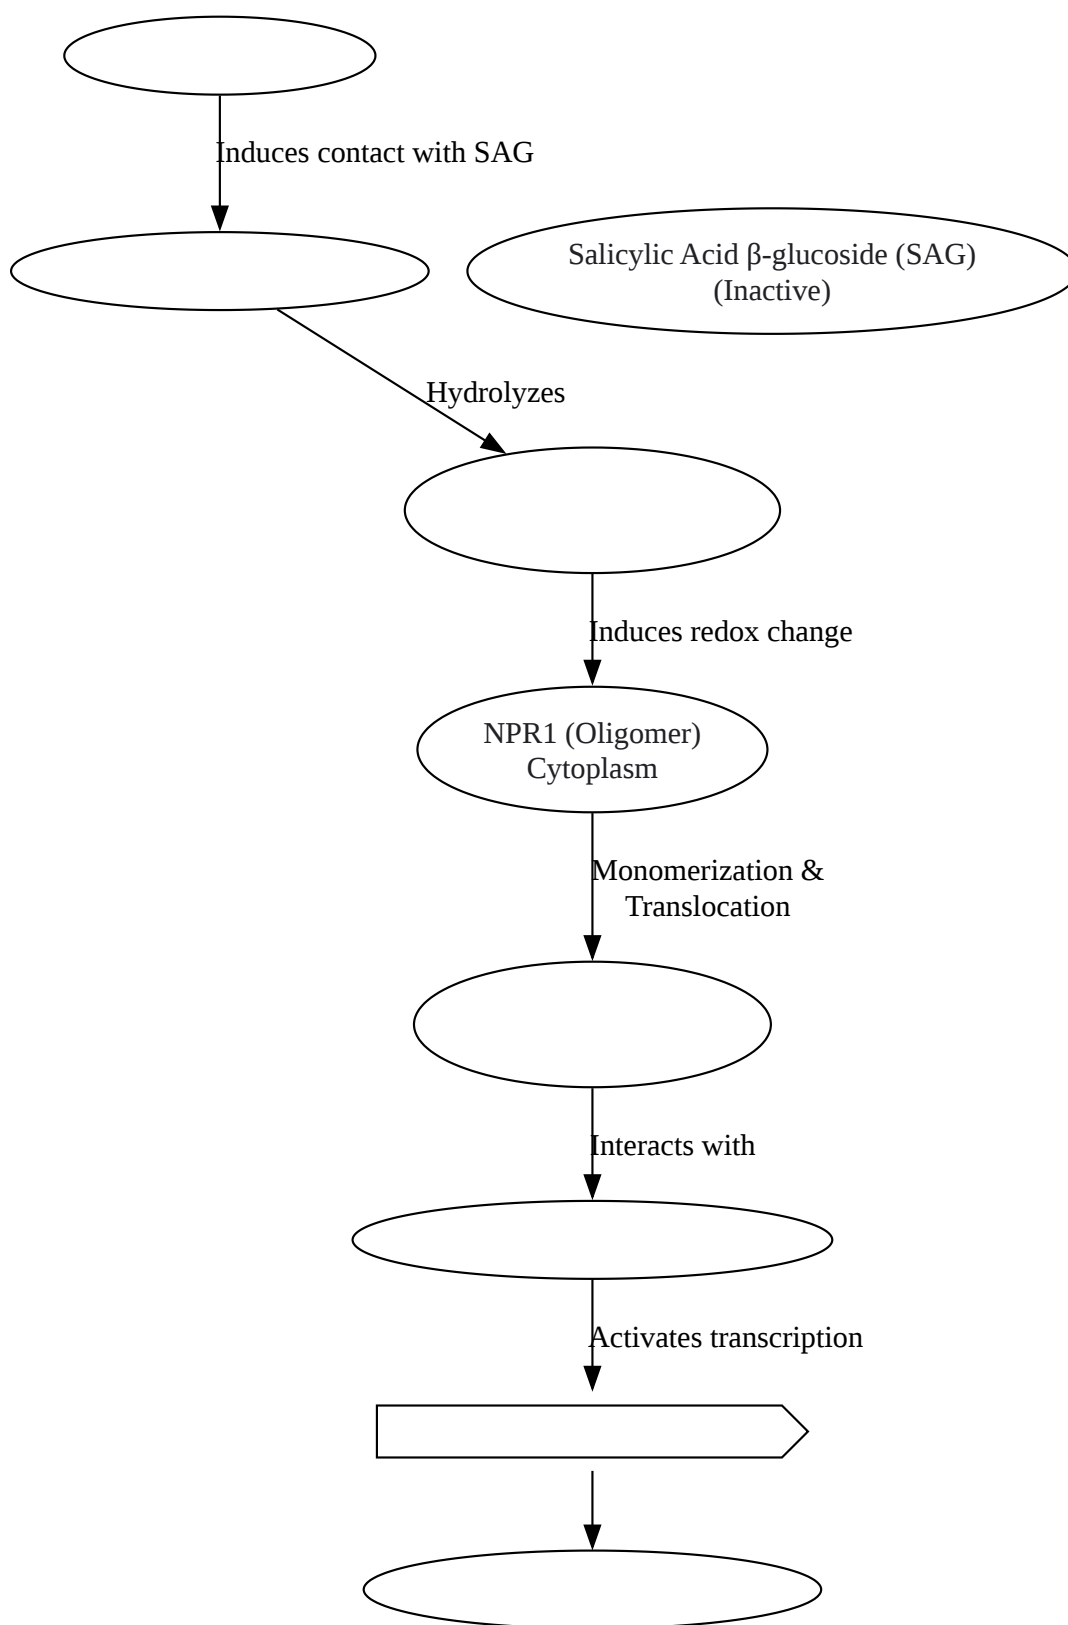 Induces contact with SAG
Salicylic Acid β-glucoside (SAG)
(Inactive)
Hydrolyzes
Induces redox change
NPR1 (Oligomer)
Cytoplasm
Monomerization &
Translocation
Interacts with
Activates transcription